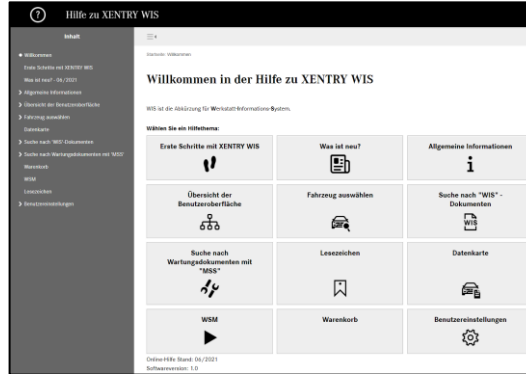 Hilfe zu XENTRY WIS
Inhalt
Willkommen
Erste Schritte mit XENTRY WIS
Was ist neu? - 06/2021
Allgemeine Informationen
Übersicht der Benutzeroberfläche
Fahrzeug auswählen
Datenkarte
Suche nach "WIS" Dokumenten
Suche nach Wartungsdokumenten mit "MSS"
Warenkorb
WSM
Lesezeichen
Benutzereinstellungen
Startseite Willkommen
Willkommen in der Hilfe zu XENTRY WIS
WIS ist die Abkürzung für Werkstatt-Informations-System.
Wählen Sie ein Hilfethema:
Erste Schritte mit XENTRY WIS
Was ist neu?
Allgemeine Informationen
Übersicht der
Benutzeroberfläche
Fahrzeug auswählen
Suche nach "WIS" -
Dokumenten
WIS
Suche nach
Wartungsdokumenten mit
"MSS"
Lesezeichen
Datenkarte
WSM
Warenkorb
Benutzereinstellungen
Online-Hilfe Stand: 06/2021
Softwareversion: 1.0